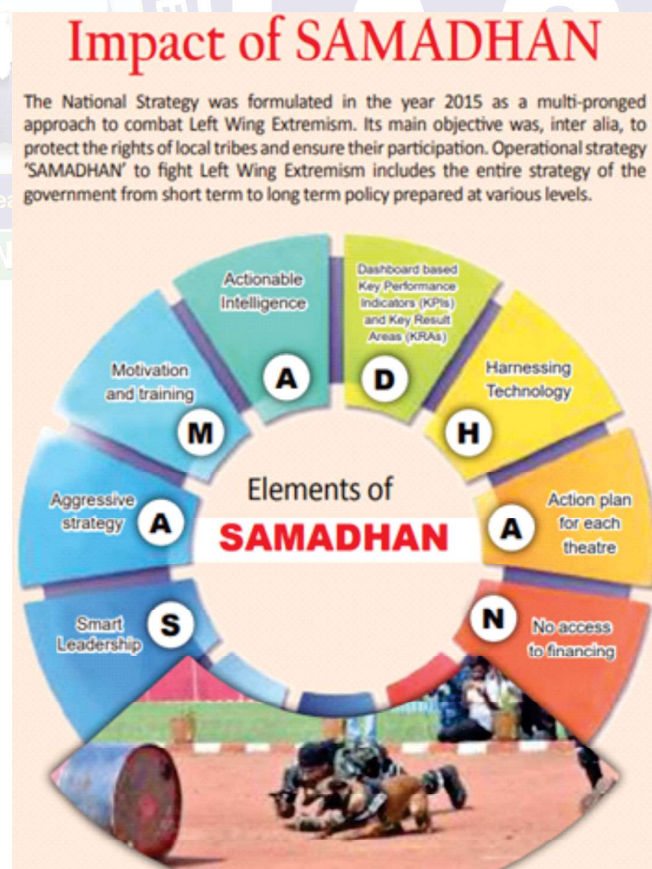 Impact of SAMADHAN
The National Strategy was formulated in the year 2015 as a multi-pronged
approach to combat Left Wing Extremism. Its main objective was, inter alia, to
protect the rights of local tribes and ensure their participation. Operational strategy
‘SAMADHAN’ to fight Left Wing Extremism includes the entire strategy of the
government from short term to long term policy prepared at various levels.
Smart
Leadership
S
Aggressive
strategy
A
Motivation
and training
M
Actionable
Intelligence
A
Dashboard based
Key Performance
Indicators (KPIs)
and Key Result
Areas (KRAs)
D
Harnessing
Technology
H
Action plan
for each
theatre
A
No access
to financing
N
Elements of
SAMADHAN